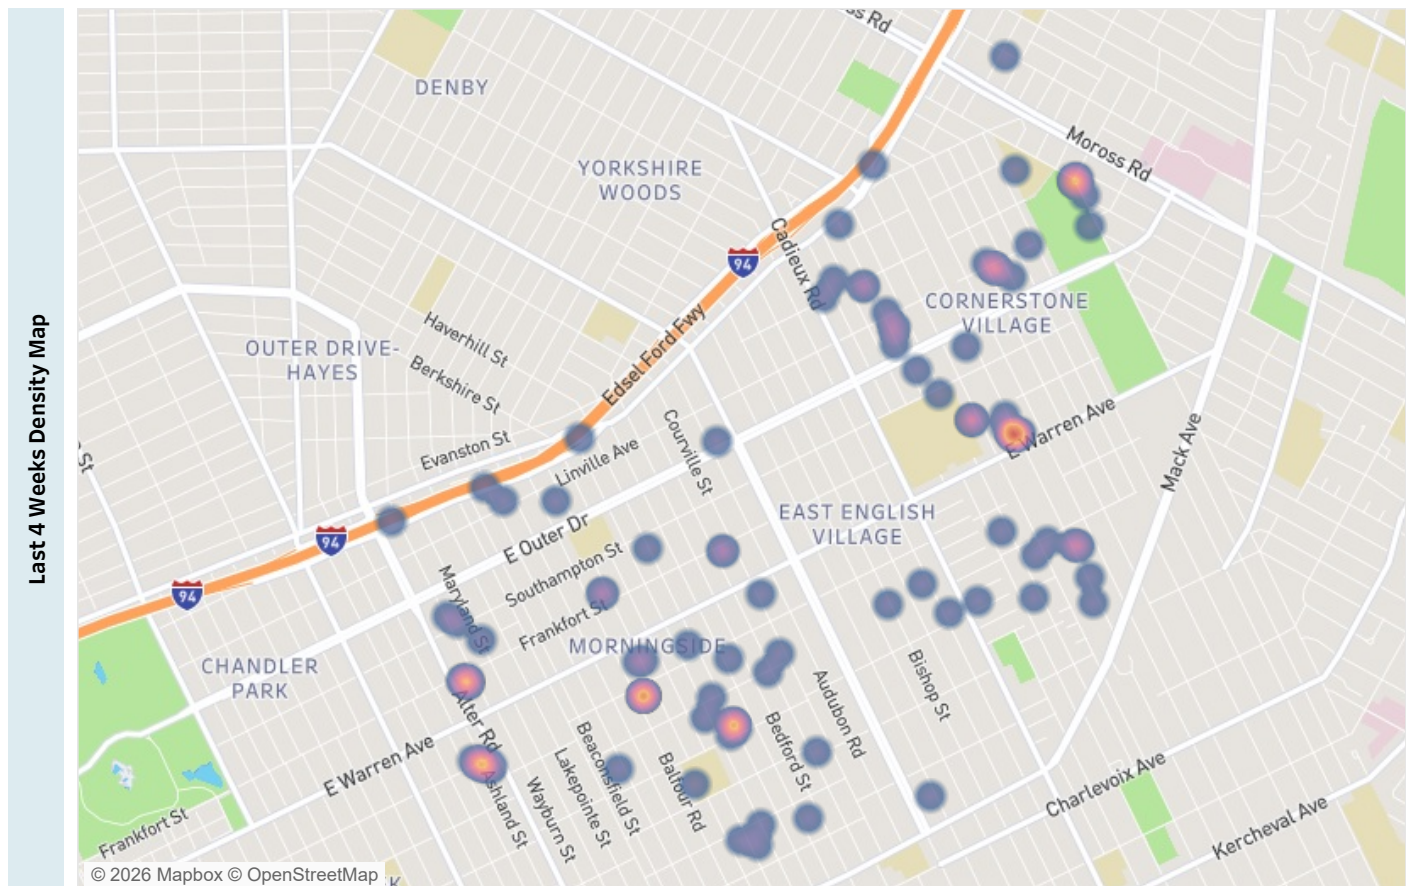 Last 4 Weeks Density Map
ss Rd
DENBY
Moross Rd
YORKSHIRE
WOODS
Cadieux Rd
94
CORNERSTONE
VILLAGE
Haverhill St
Edsel Ford Fwy
OUTER DRIVE-
HAYES
Berkshire St
E Warren Ave
Mack Ave
Courville St
Evanston St
Linville Ave
St
EAST ENGLISH
VILLAGE
94
E Outer Dr
94
Southampton St
Maryland St
Frankfort St
MORNINGSIDE
CHANDLER
PARK
Bishop St
Audubon Rd
Alter Rd
Bedford St
E Warren Ave
Beaconsfield St
Lakepointe St
Balfour Rd
Ashland St
Wayburn St
Charlevoix Ave
Kercheval Ave
Frankfort St
© 2026 Mapbox © OpenStreetMap
K